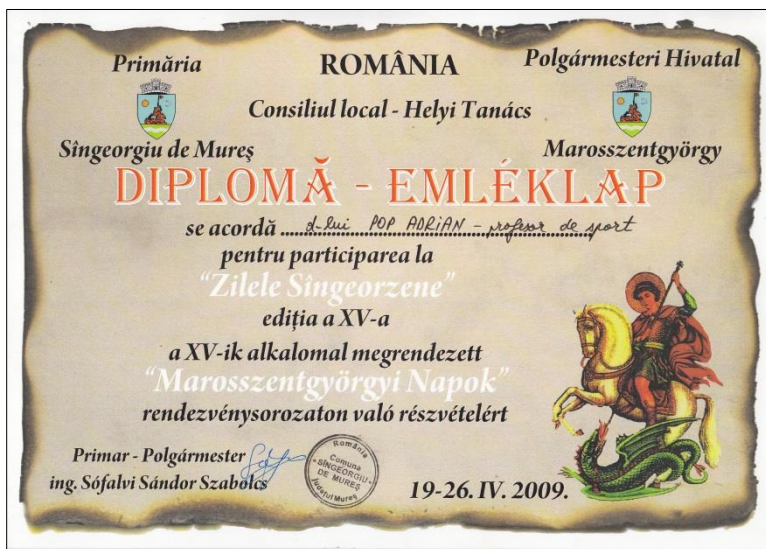 Primăria
ROMÂNIA
Polgármesteri Hivatal
Consiliul local - Helyi Tanács
Sîngeorgiu de Mureş
Marosszentgyörgy
DIPLOMĂ - EMLÉKLAP
se acordă ....d-lui POP ADRIAN - profesor de sport
pentru participarea la
"Zilele Sîngeorzene"
ediția a XV-a
a XV-ik alkalomal megrendezett
"Marosszentgyörgyi Napok"
rendezvénysorozaton való részvételért
Primar - Polgármester
ing. Sófalvi Sándor Szabolcs
România
Comuna
SÎNGEORGIU
DE MUREŞ
Judeţul Mureş
19-26. IV. 2009.